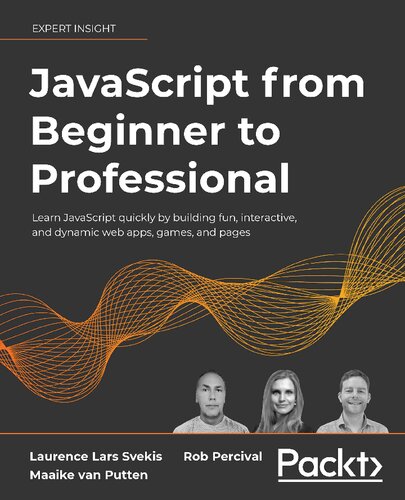 EXPERT INSIGHT
JavaScript from
Beginner to
Professional
Learn JavaScript quickly by building fun, interactive,
and dynamic web apps, games, and pages
Laurence Lars Svekis Rob Percival
Maaike van Putten
Packt>